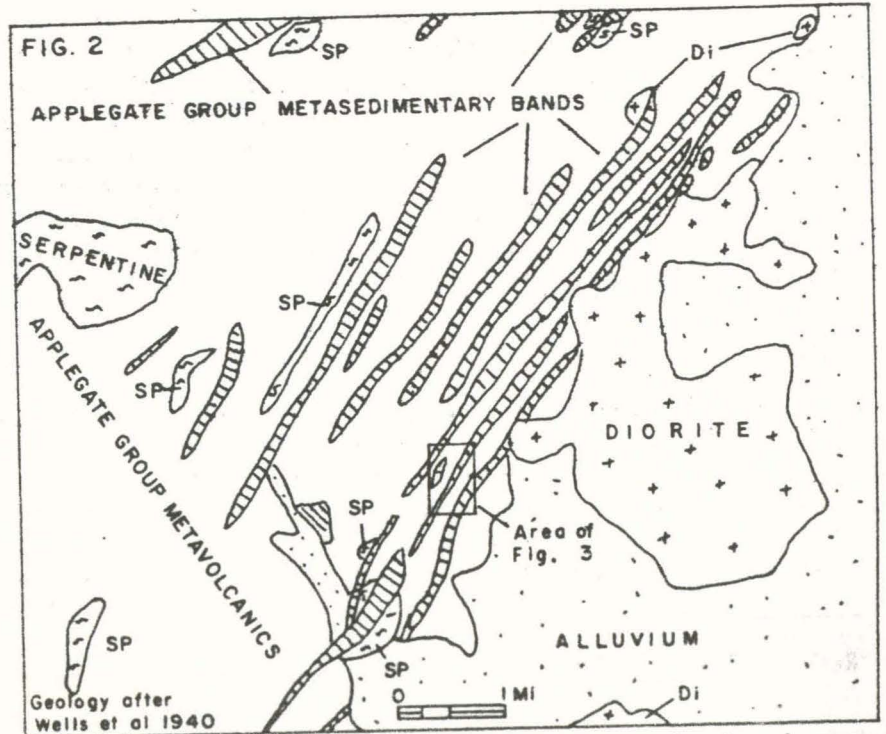 FIG. 2
SP
SP
Di
APPLEGATE GROUP METASEDIMENTARY BANDS
SERPENTINE
SP
SP
APPLEGATE GROUP METAVOLCANICS
DIORITE
SP
Area of
Fig. 3
SP
ALLUVIUM
SP
Geology after
Wells et al 1940
0 1 Mi
Di